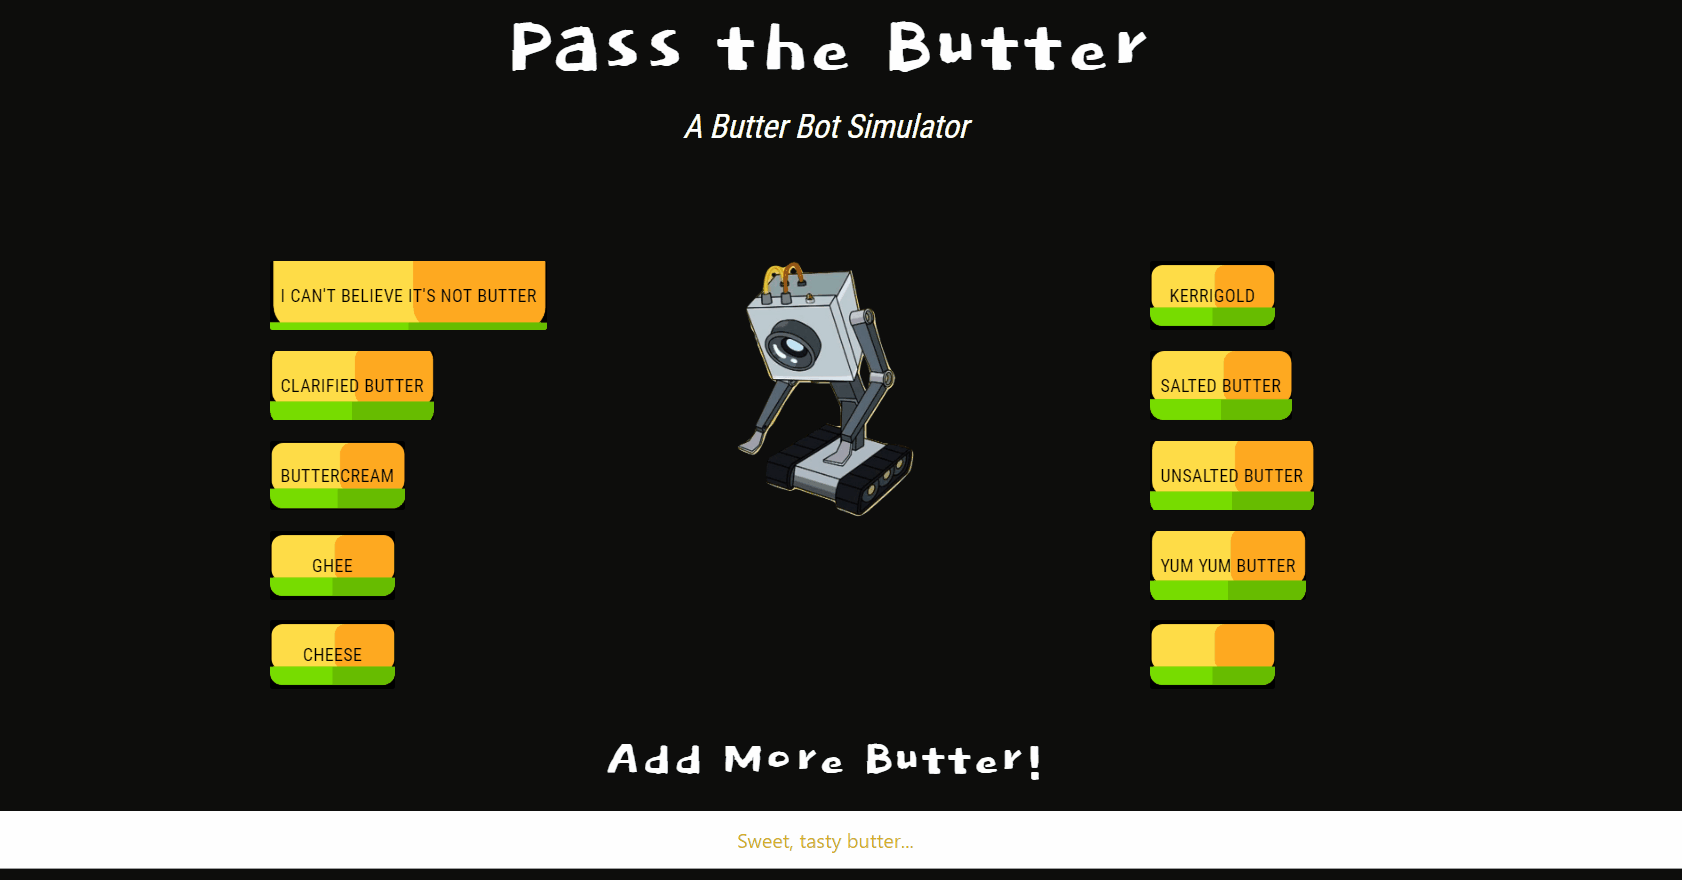 Pass the Butter
A Butter Bot Simulator
I CAN'T BELIEVE IT'S NOT BUTTER
CLARIFIED BUTTER
BUTTERCREAM
GHEE
CHEESE
KERRIGOLD
SALTED BUTTER
UNSALTED BUTTER
YUM YUM BUTTER
Add More Butter!
Sweet, tasty butter...